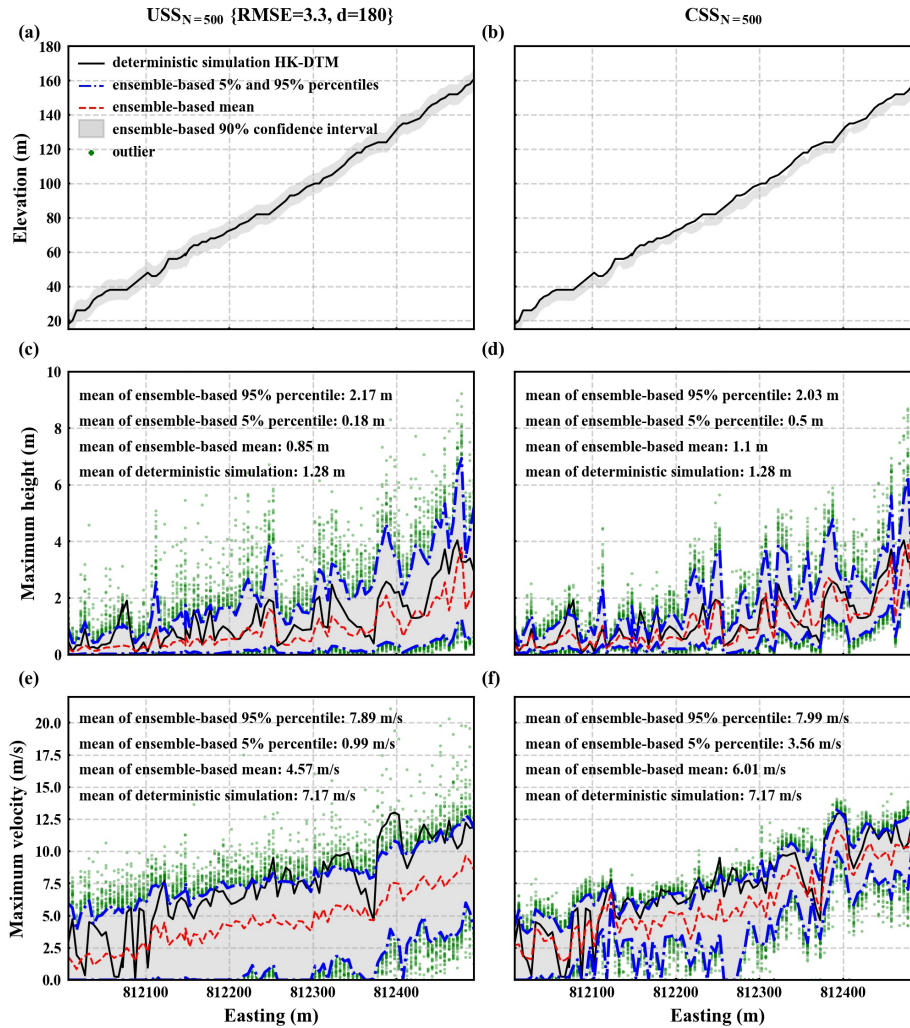 USS_{N=500} {RMSE=3.3, d=180}
CSS_{N=500}
(a)
(b)
Elevation (m)
180
160
140
120
100
80
60
40
20
deterministic simulation HK-DTM
ensemble-based 5% and 95% percentiles
ensemble-based mean
ensemble-based 90% confidence interval
outlier
(c)
(d)
Maximum height (m)
10
8
6
4
2
0
mean of ensemble-based 95% percentile: 2.17 m
mean of ensemble-based 5% percentile: 0.18 m
mean of ensemble-based mean: 0.85 m
mean of deterministic simulation: 1.28 m
mean of ensemble-based 95% percentile: 2.03 m
mean of ensemble-based 5% percentile: 0.5 m
mean of ensemble-based mean: 1.1 m
mean of deterministic simulation: 1.28 m
(e)
(f)
Maximum velocity (m/s)
20.0
17.5
15.0
12.5
10.0
7.5
5.0
2.5
0.0
mean of ensemble-based 95% percentile: 7.89 m/s
mean of ensemble-based 5% percentile: 0.99 m/s
mean of ensemble-based mean: 4.57 m/s
mean of deterministic simulation: 7.17 m/s
mean of ensemble-based 95% percentile: 7.99 m/s
mean of ensemble-based 5% percentile: 3.56 m/s
mean of ensemble-based mean: 6.01 m/s
mean of deterministic simulation: 7.17 m/s
812100 812200 812300 812400
812100 812200 812300 812400
Easting (m)
Easting (m)